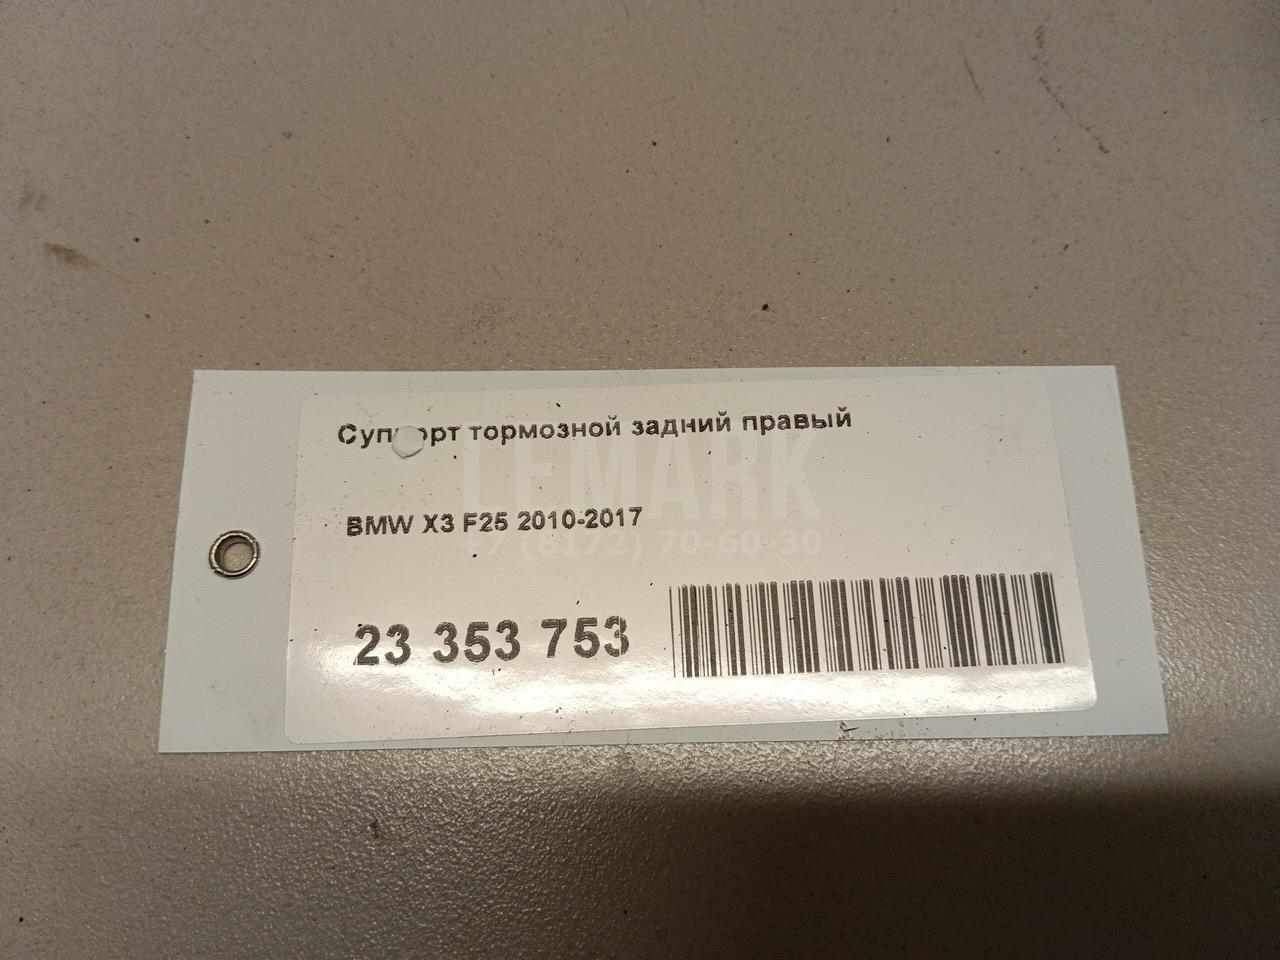 Суппорт тормозной задний правый
LEMARK
BMW X3 F25 2010-2017
+7 (8172) 70-60-30
23 353 753